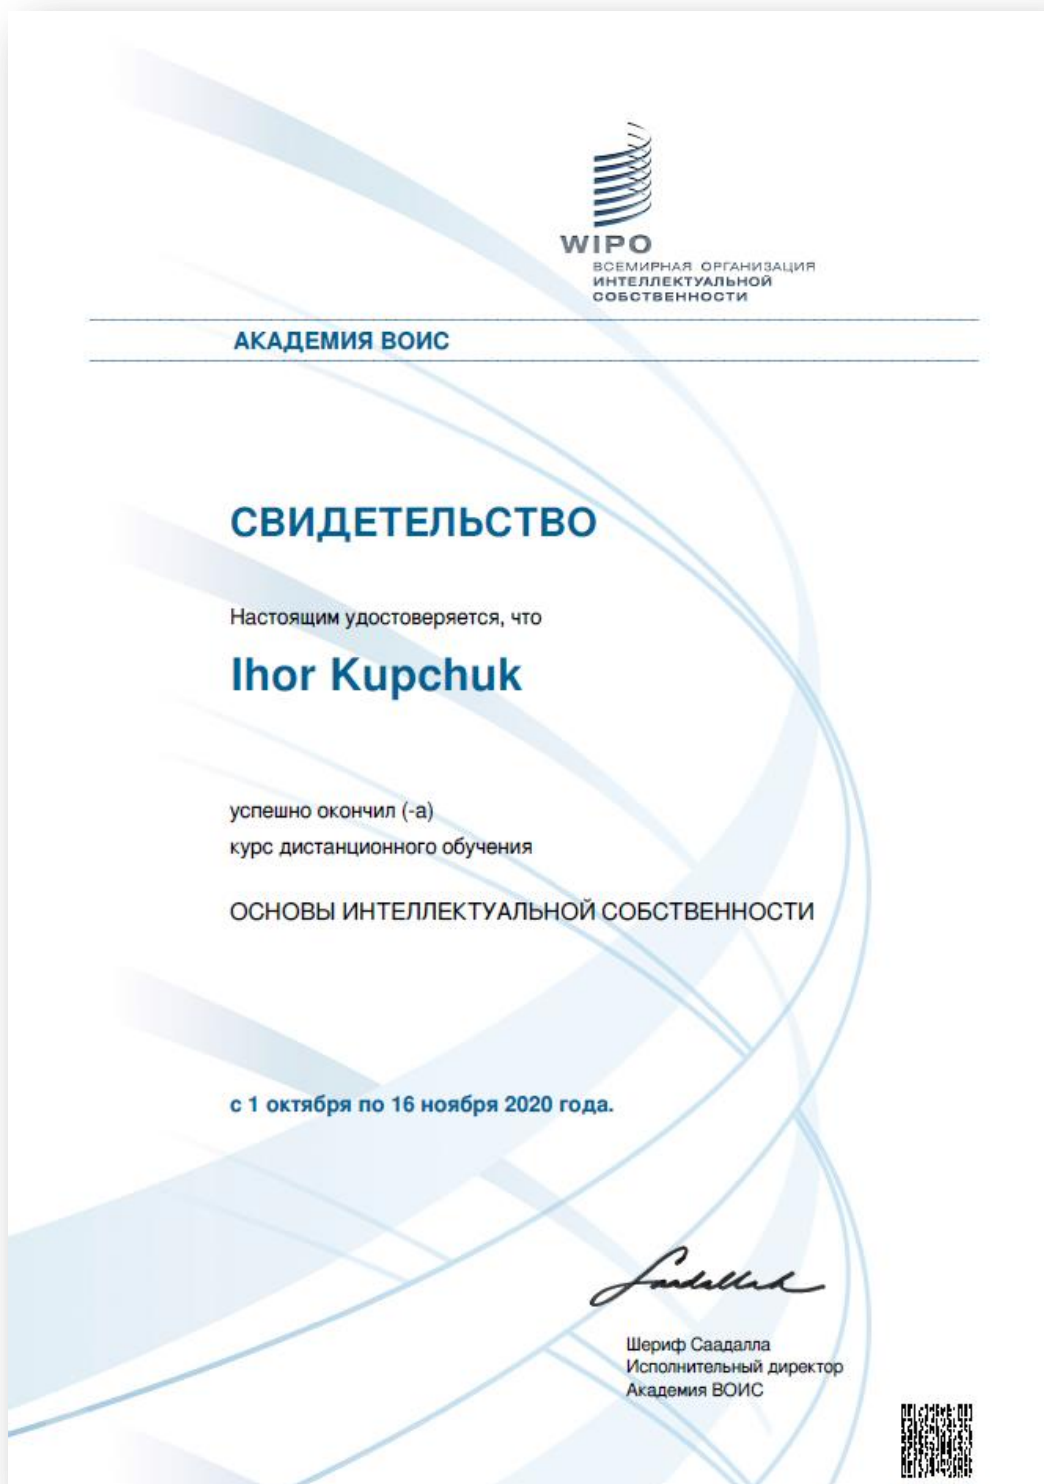 WIPO
ВСЕМИРНАЯ ОРГАНИЗАЦИЯ
ИНТЕЛЛЕКТУАЛЬНОЙ
СОБСТВЕННОСТИ
АКАДЕМИЯ ВОИС
СВИДЕТЕЛЬСТВО
Настоящим удостоверяется, что
Ihor Kupchuk
успешно окончил (-а)
курс дистанционного обучения
ОСНОВЫ ИНТЕЛЛЕКТУАЛЬНОЙ СОБСТВЕННОСТИ
с 1 октября по 16 ноября 2020 года.
Saadallah
Шериф Саадалла
Исполнительный директор
Академия ВОИС